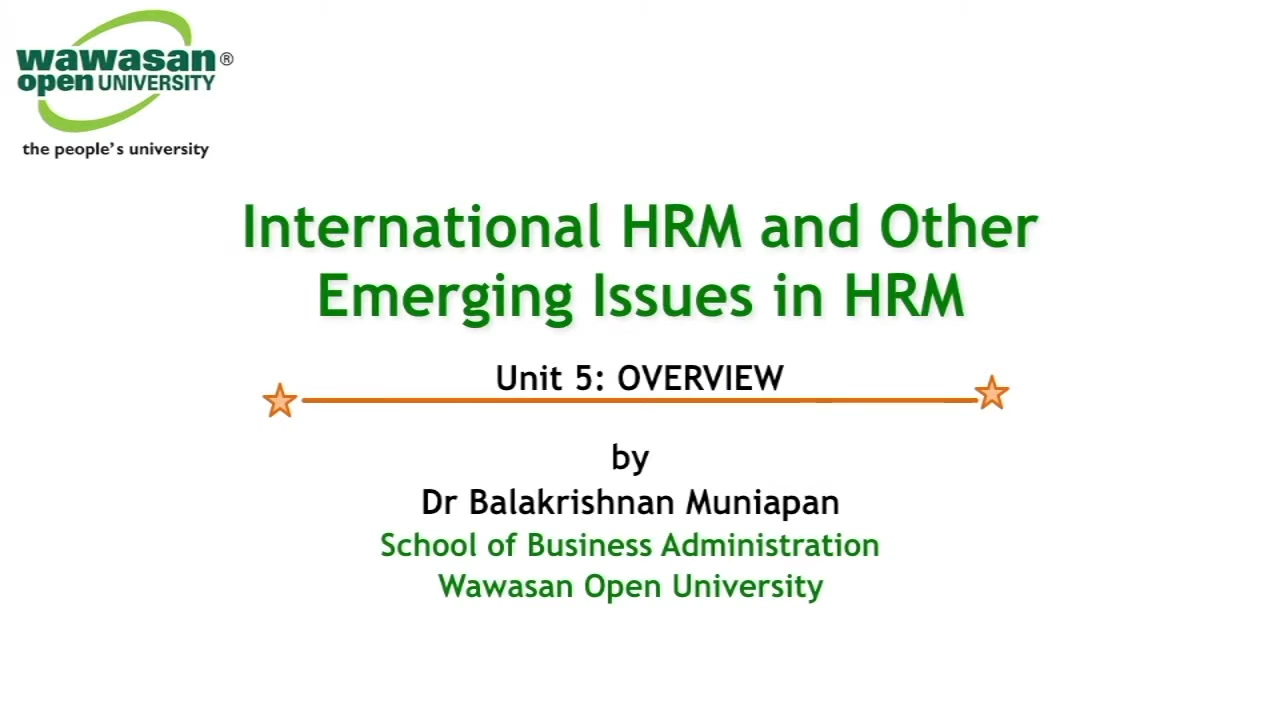 wawasan®
open UNIVERSITY
the people's university
International HRM and Other
Emerging Issues in HRM
Unit 5: OVERVIEW
by
Dr Balakrishnan Muniapan
School of Business Administration
Wawasan Open University